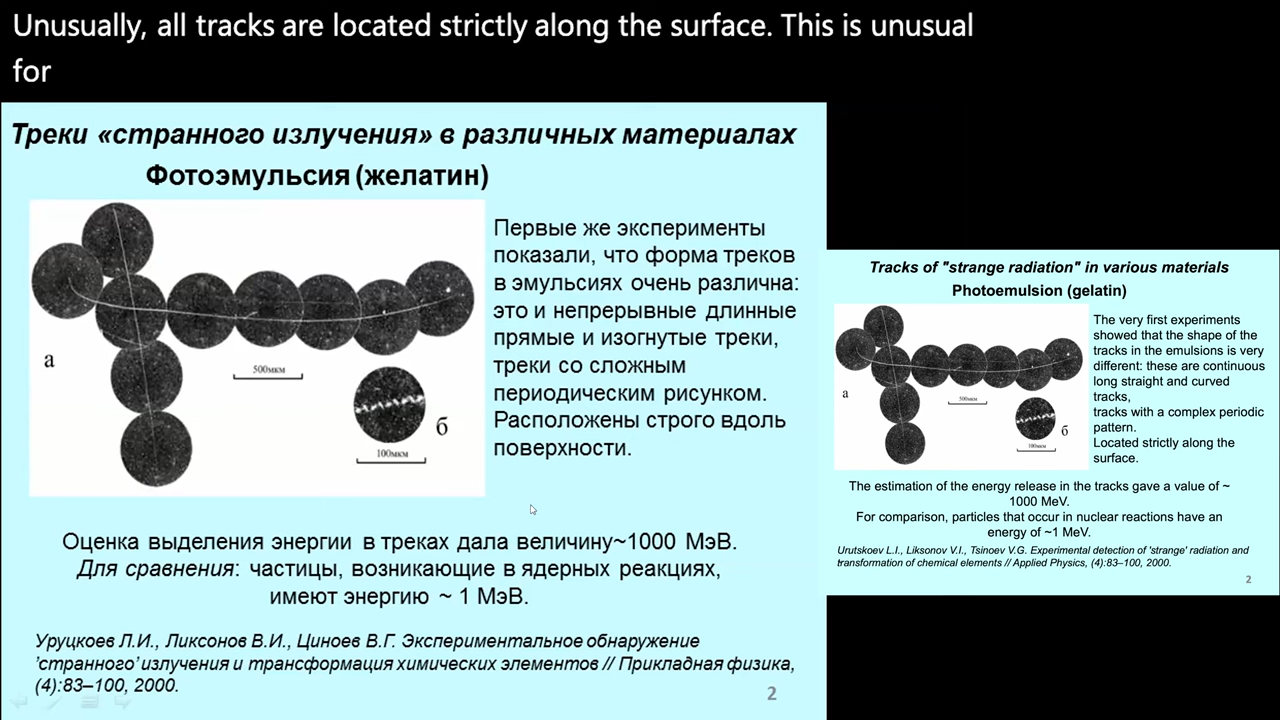 Unusually, all tracks are located strictly along the surface. This is unusual
for
Треки «странного излучения» в различных материалах
Фотоэмульсия (желатин)
а
500мкм
100мкм
б
Первые же эксперименты
показали, что форма треков
в эмульсиях очень различна:
это и непрерывные длинные
прямые и изогнутые треки,
треки со сложным
периодическим рисунком.
Расположены строго вдоль
поверхности.
Оценка выделения энергии в треках дала величину~1000 МэВ.
Для сравнения: частицы, возникающие в ядерных реакциях,
имеют энергию ~ 1 МэВ.
Уруцкоев Л.И., Ликсонов В.И., Циноев В.Г. Экспериментальное обнаружение
'странного' излучения и трансформация химических элементов // Прикладная физика,
(4):83–100, 2000.
2
Tracks of "strange radiation" in various materials
Photoemulsion (gelatin)
а
500мкм
100мкм
б
The very first experiments
showed that the shape of the
tracks in the emulsions is very
different: these are continuous
long straight and curved
tracks,
tracks with a complex periodic
pattern.
Located strictly along the
surface.
The estimation of the energy release in the tracks gave a value of ~
1000 MeV.
For comparison, particles that occur in nuclear reactions have an
energy of ~1 MeV.
Urutskoev L.I., Liksonov V.I., Tsinoev V.G. Experimental detection of 'strange' radiation and
transformation of chemical elements // Applied Physics, (4):83–100, 2000.
2